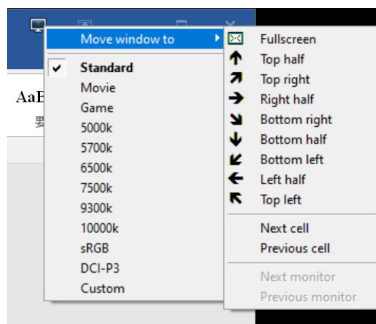 Move window to
Standard
Movie
Game
5000k
5700k
6500k
7500k
9300k
10000k
sRGB
DCI-P3
Custom
Fullscreen
Top half
Top right
Right half
Bottom right
Bottom half
Bottom left
Left half
Top left
Next cell
Previous cell
Next monitor
Previous monitor
AaB
要